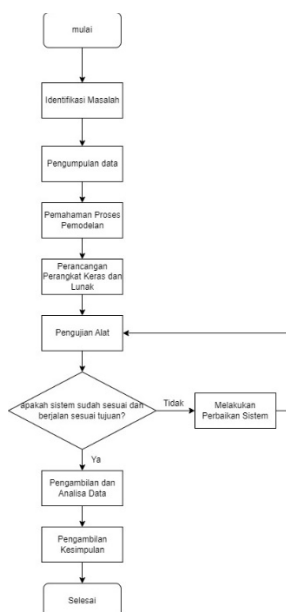 mulai
Identifikasi Masalah
Pengumpulan data
Pemahaman Proses
Pemodelan
Perancangan
Perangkat Keras dan
Lunak
Pengujian Alat
apakah sistem sudah sesuai dan
berjalan sesuai tujuan?
Tidak
Melakukan
Perbaikan Sistem
Ya
Pengambilan dan
Analisa Data
Pengambilan
Kesimpulan
Selesai